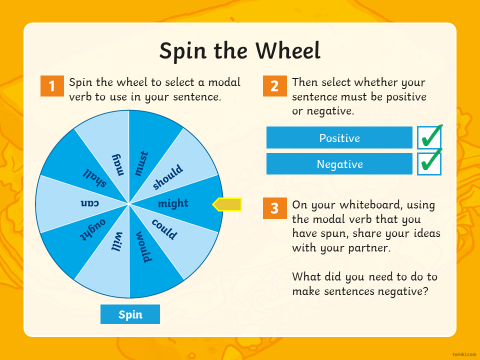 Spin the Wheel
1
Spin the wheel to select a modal
verb to use in your sentence.
must
should
might
could
would
will
ought
can
shall
may
Spin
2
Then select whether your
sentence must be positive
or negative.
Positive
Negative
3
On your whiteboard, using
the modal verb that you
have spun, share your ideas
with your partner.
What did you need to do to
make sentences negative?